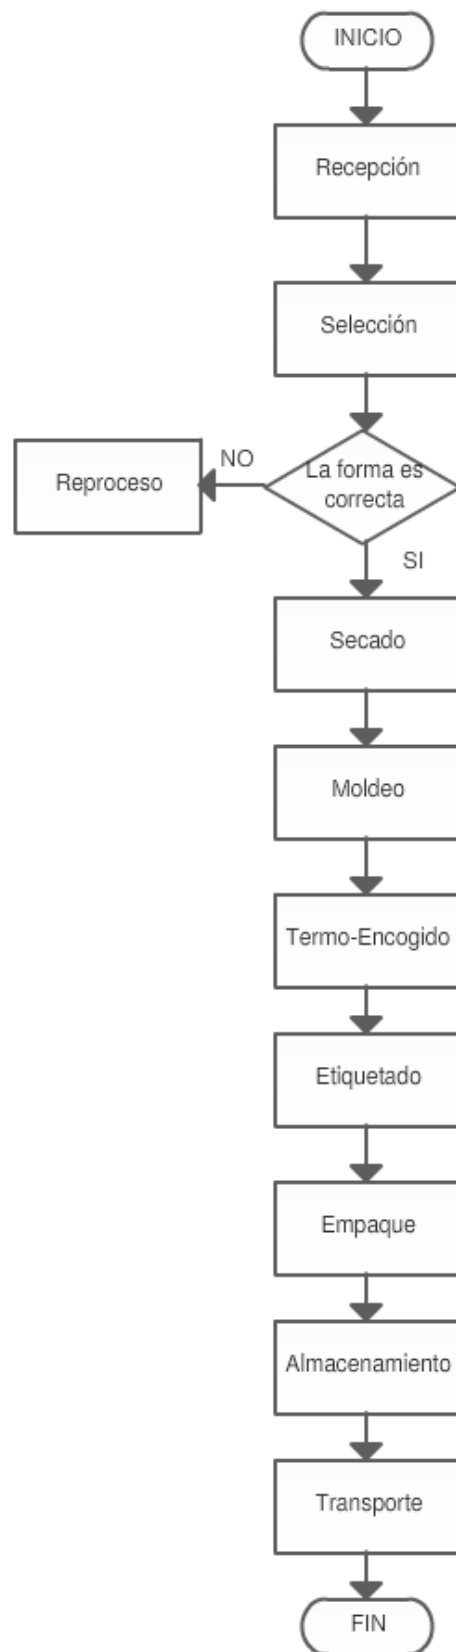 INICIO
Recepción
Selección
La forma es
correcta
NO
Reproceso
SI
Secado
Moldeo
Termo-Encogido
Etiquetado
Empaque
Almacenamiento
Transporte
FIN